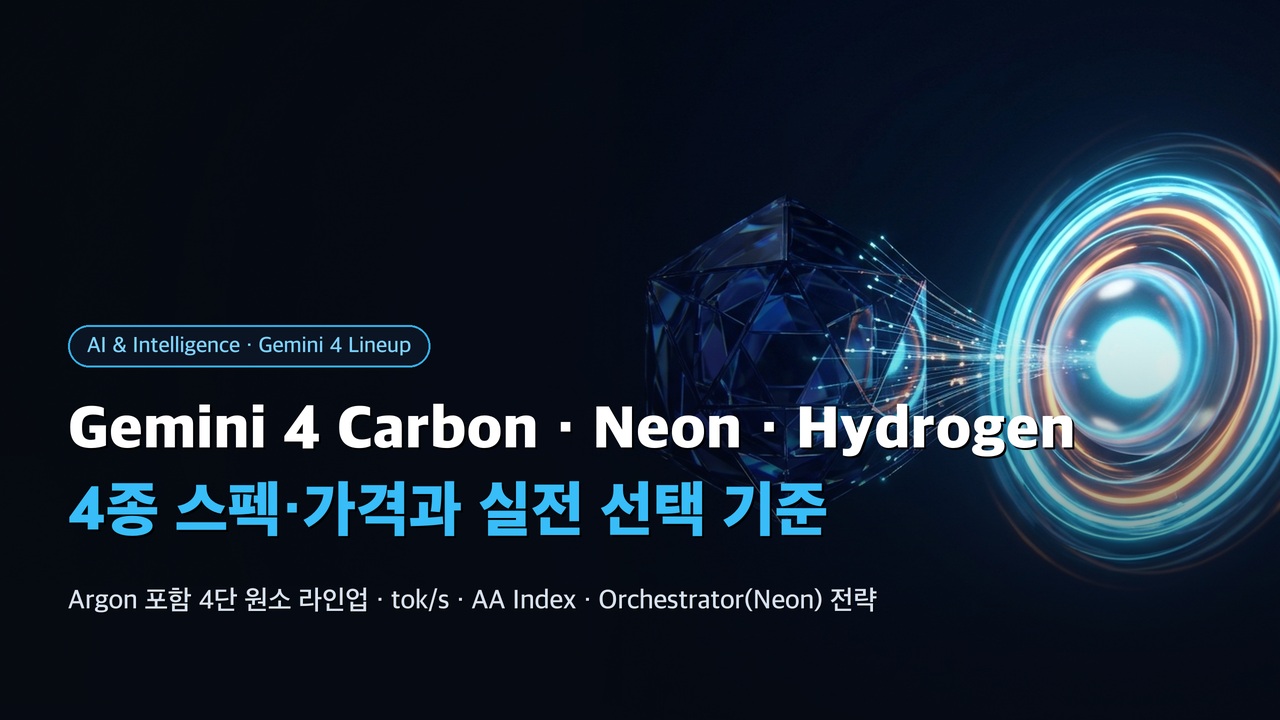 AI & Intelligence · Gemini 4 Lineup
Gemini 4 Carbon · Neon · Hydrogen
4종 스펙·가격과 실전 선택 기준
Argon 포함 4단 원소 라인업 · tok/s · AA Index · Orchestrator(Neon) 전략